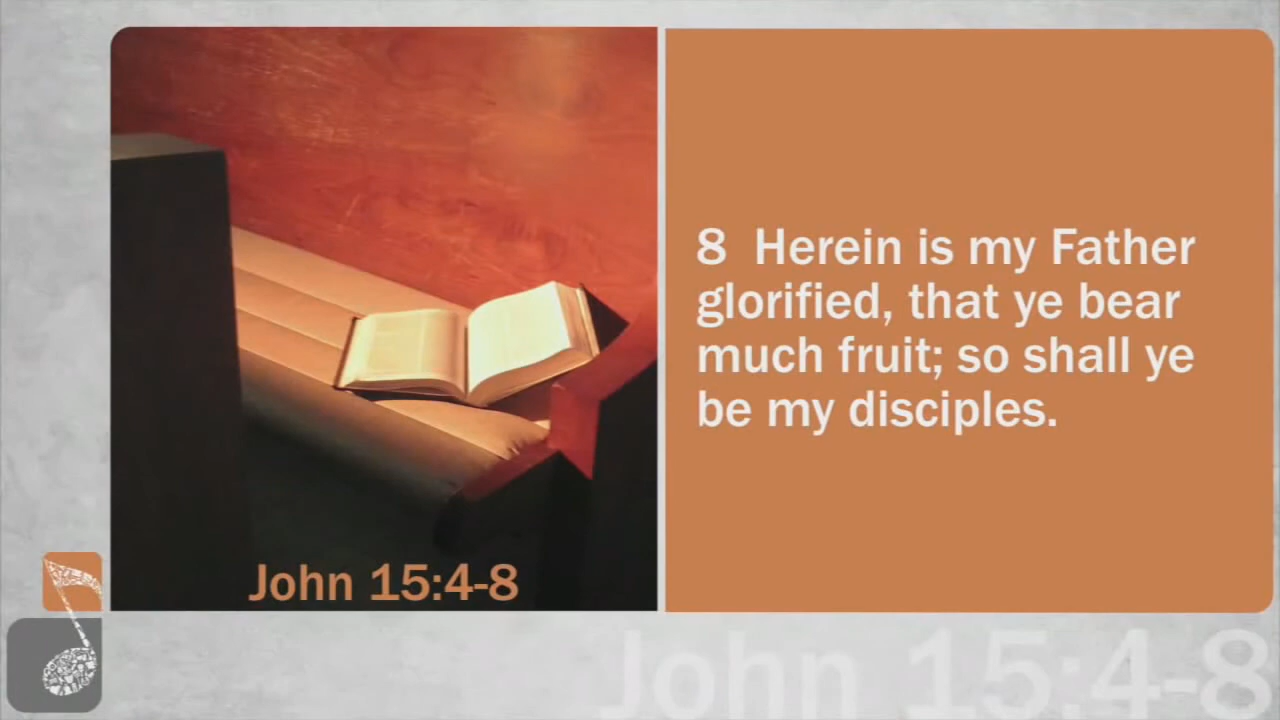 8 Herein is my Father
glorified, that ye bear
much fruit; so shall ye
be my disciples.
John 15:4-8
John 15:4-8